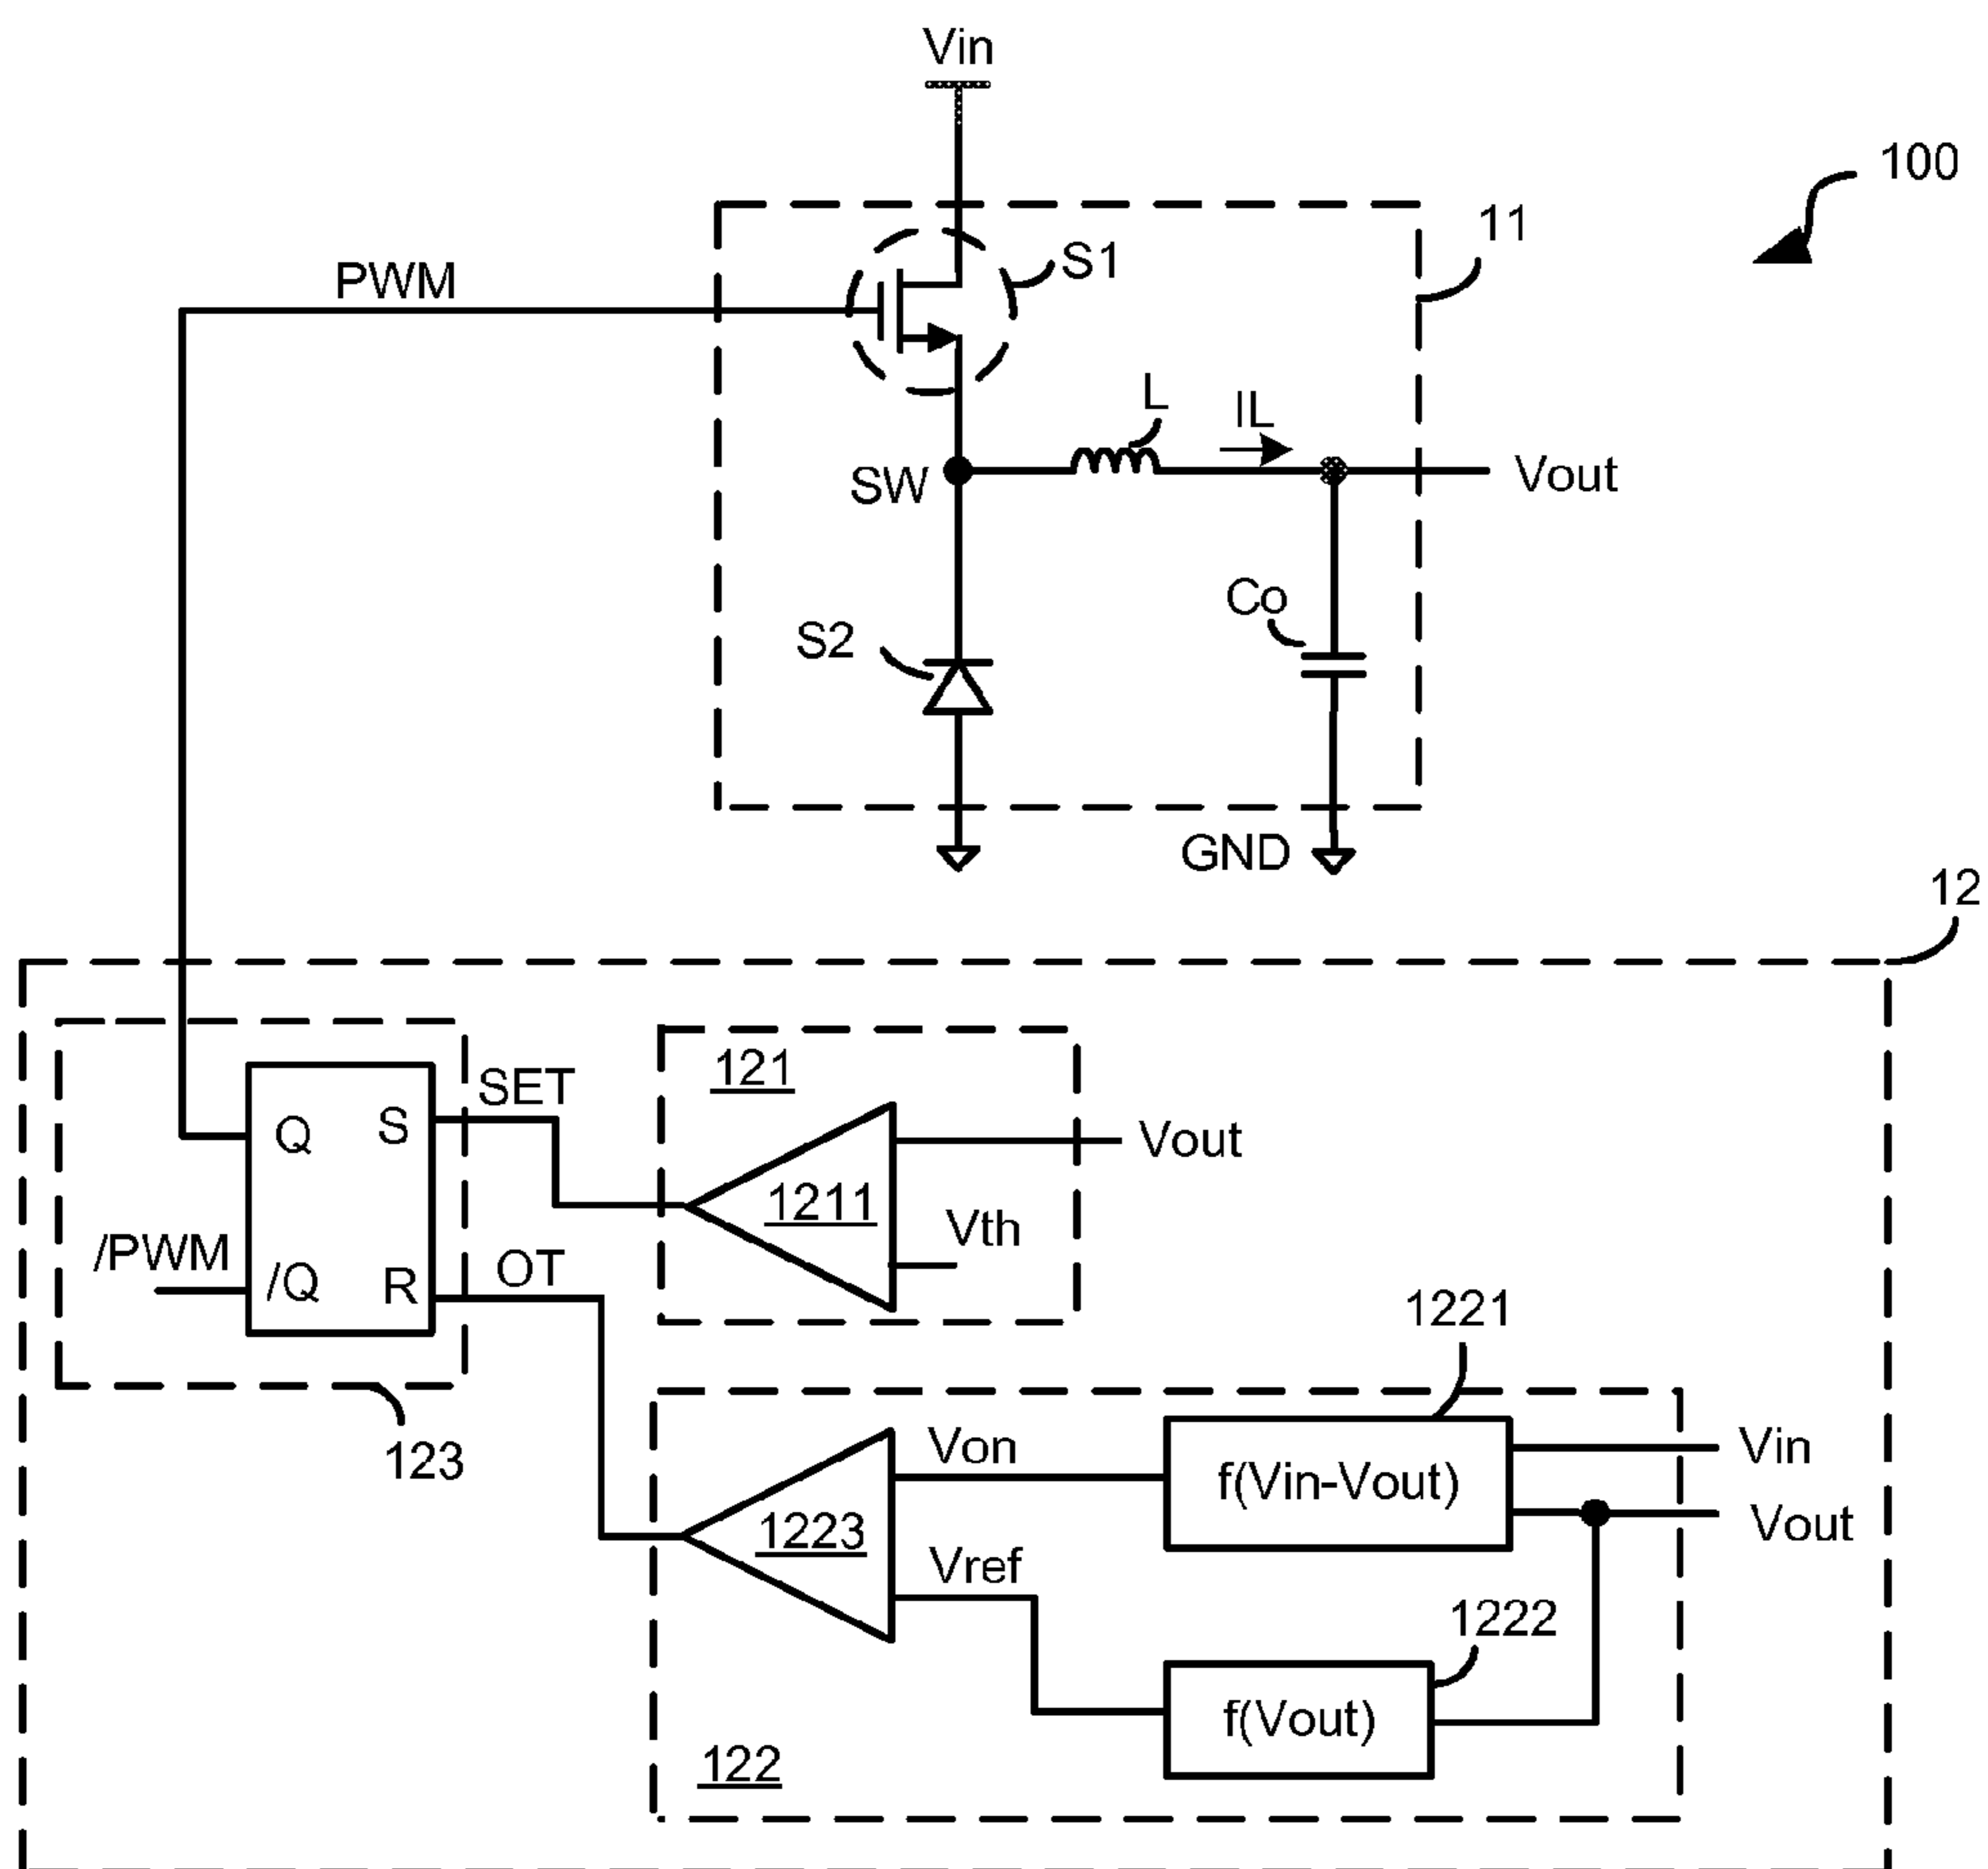 Vin
100
11
S1
PWM
L
IL
SW
Vout
Co
S2
GND
12
121
SET
Q
S
Vout
1211
Vth
/PWM
/Q
R
OT
1221
123
Von
f(Vin-Vout)
Vin
Vout
1223
Vref
1222
f(Vout)
122